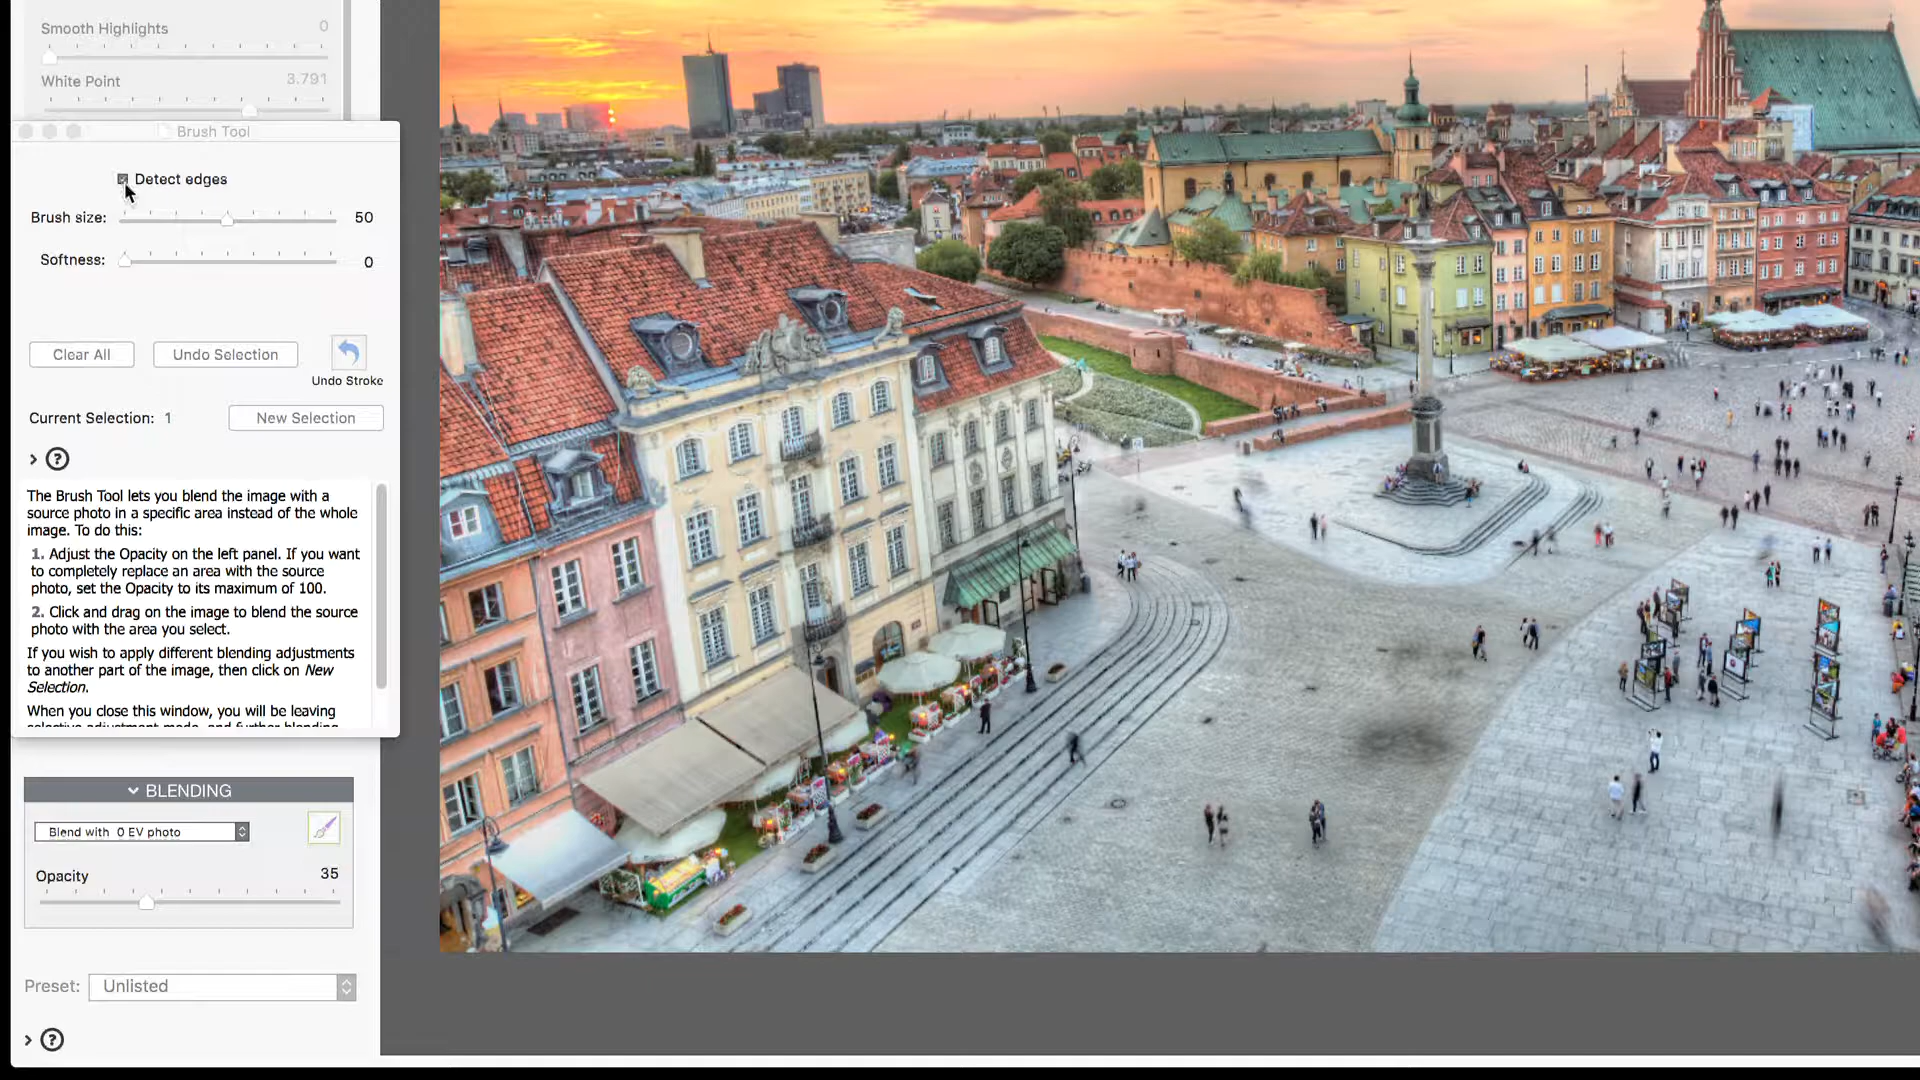 Smooth Highlights 0
White Point 3.791
Brush Tool
Detect edges
Brush size: 50
Softness: 0
Clear All Undo Selection
Undo Stroke
Current Selection: 1 New Selection
?
The Brush Tool lets you blend the image with a
source photo in a specific area instead of the whole
image. To do this:
1. Adjust the Opacity on the left panel. If you want
to completely replace an area with the source
photo, set the Opacity to its maximum of 100.
2. Click and drag on the image to blend the source
photo with the area you select.
If you wish to apply different blending adjustments
to another part of the image, then click on New
Selection.
When you close this window, you will be leaving
selective adjustment mode, and further blending
BLENDING
Blend with 0 EV photo
Opacity 35
Preset: Unlisted
?